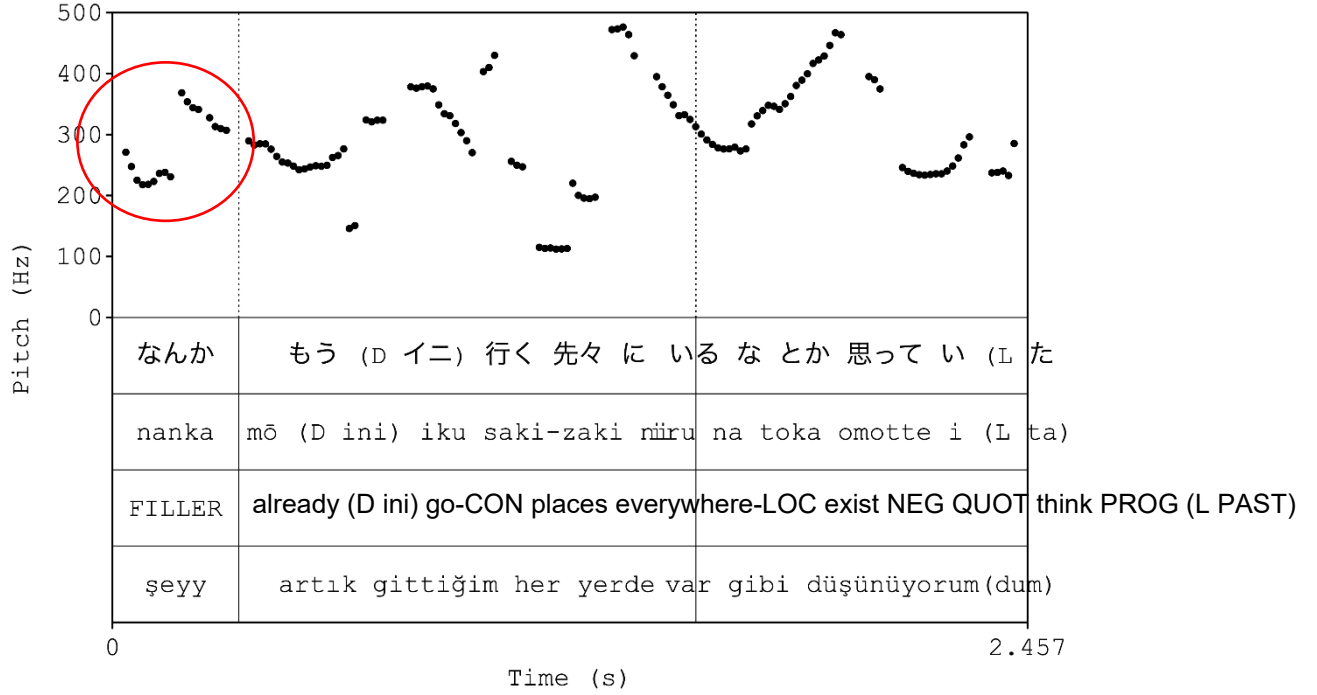 500
400
300
200
100
0
Pitch (Hz)
なんか もう (D イニ) 行く 先々 に いる な とか 思って い (L た
nanka mō (D ini) iku saki-zaki ni iru na toka omotte i (L ta)
FILLER already (D ini) go-CON places everywhere-LOC exist NEG QUOT think PROG (L PAST)
şeyy artık gittiğim her yerde var gibi düşünüyorum(dum)
0 2.457
Time (s)